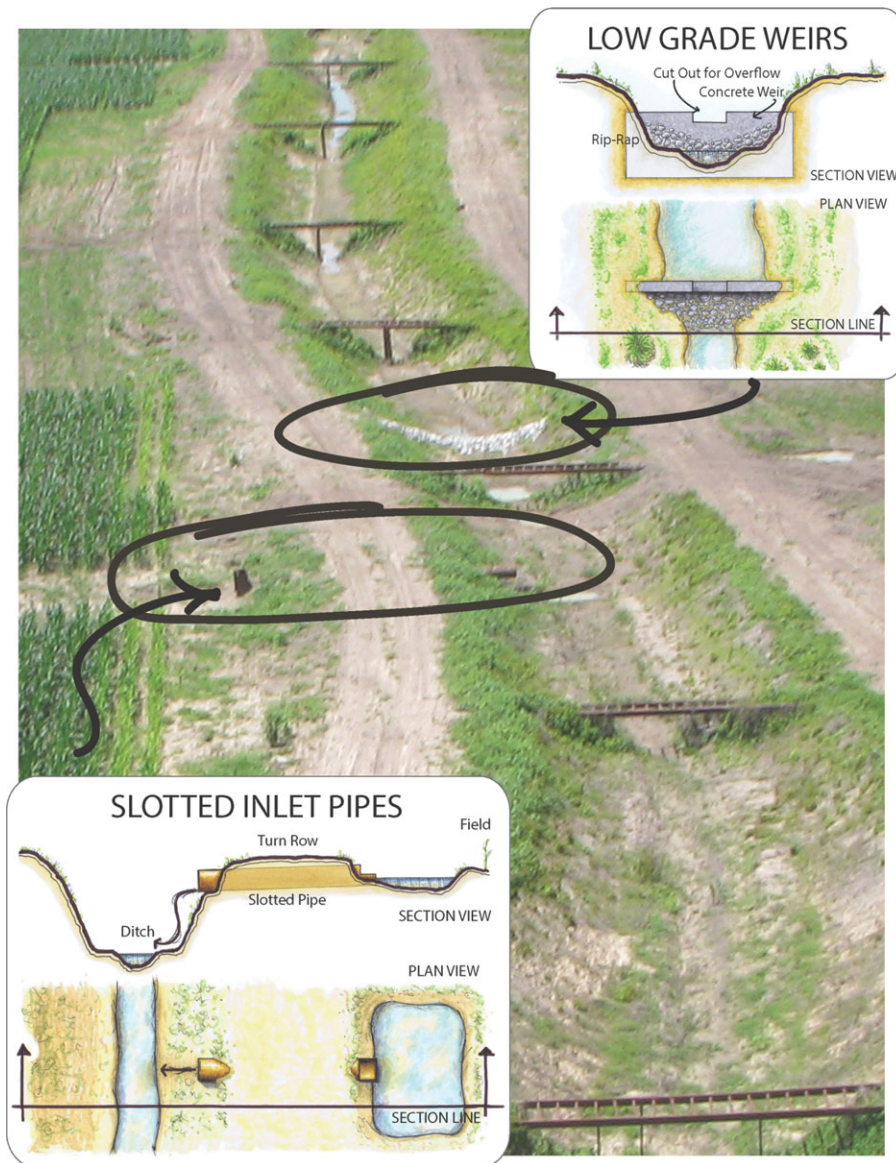 LOW GRADE WEIRS
Cut Out for Overflow
Concrete Weir
Rip-Rap
SECTION VIEW
PLAN VIEW
SECTION LINE
SLOTTED INLET PIPES
Turn Row
Field
Slotted Pipe
SECTION VIEW
Ditch
PLAN VIEW
SECTION LINE